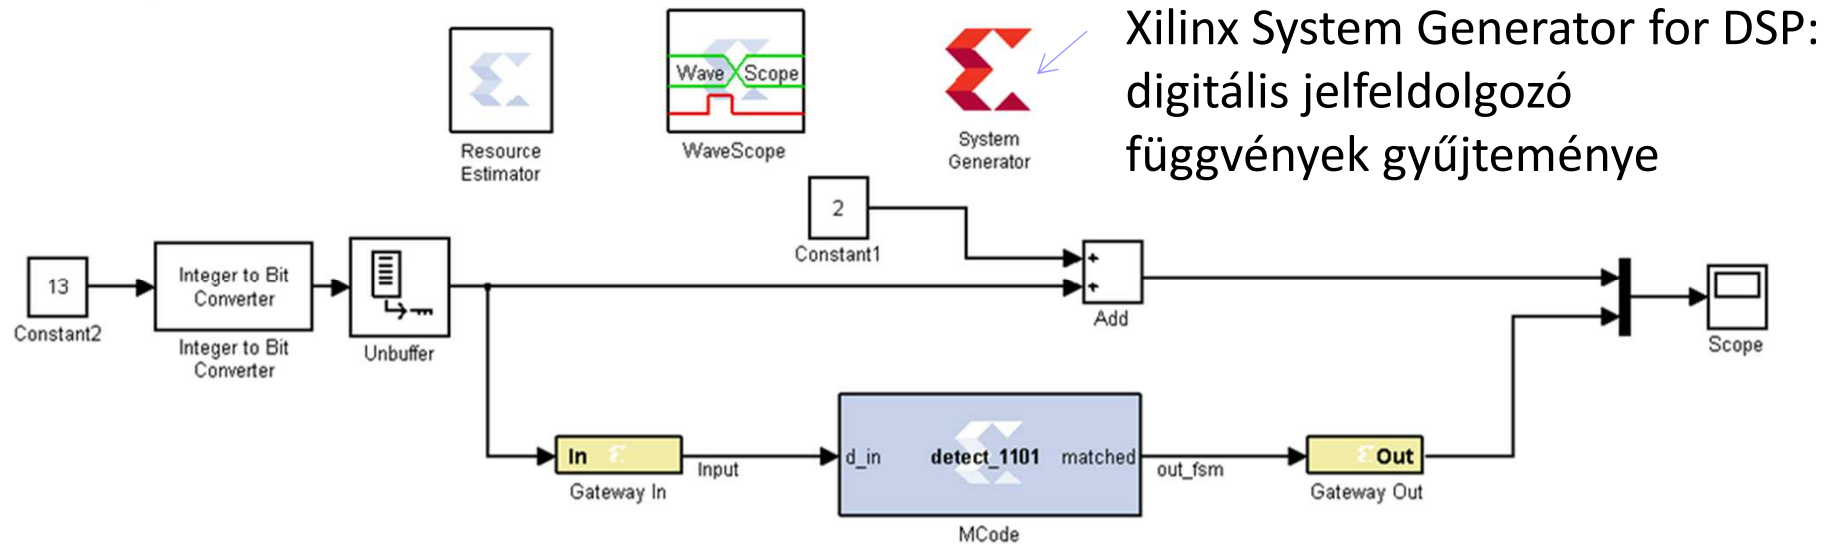 Xilinx System Generator for DSP:
digitális jelfeldolgozó
függvények gyűjteménye
Wave Scope
Resource
Estimator
WaveScope
System
Generator
2
Constant1
13
Constant2
Integer to Bit
Converter
Integer to Bit
Converter
Unbuffer
+
+
Add
Scope
In
Gateway In
Input
d_in
detect_1101
matched
MCode
out_fsm
Out
Gateway Out